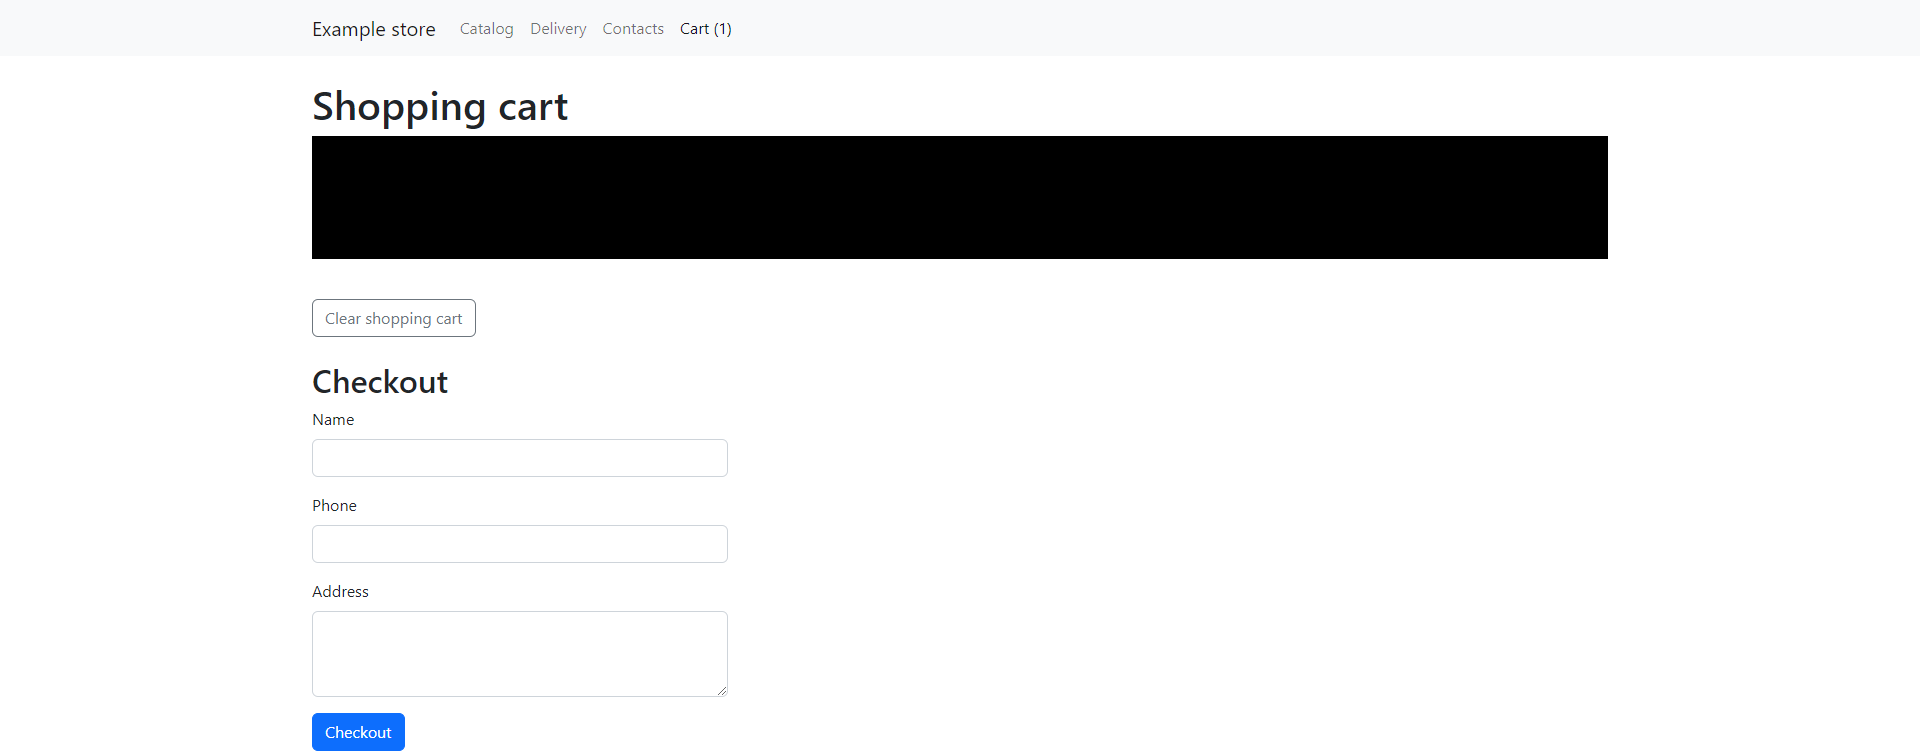 Example store Catalog Delivery Contacts Cart (1)
Shopping cart
Clear shopping cart
Checkout
Name
Phone
Address
Checkout